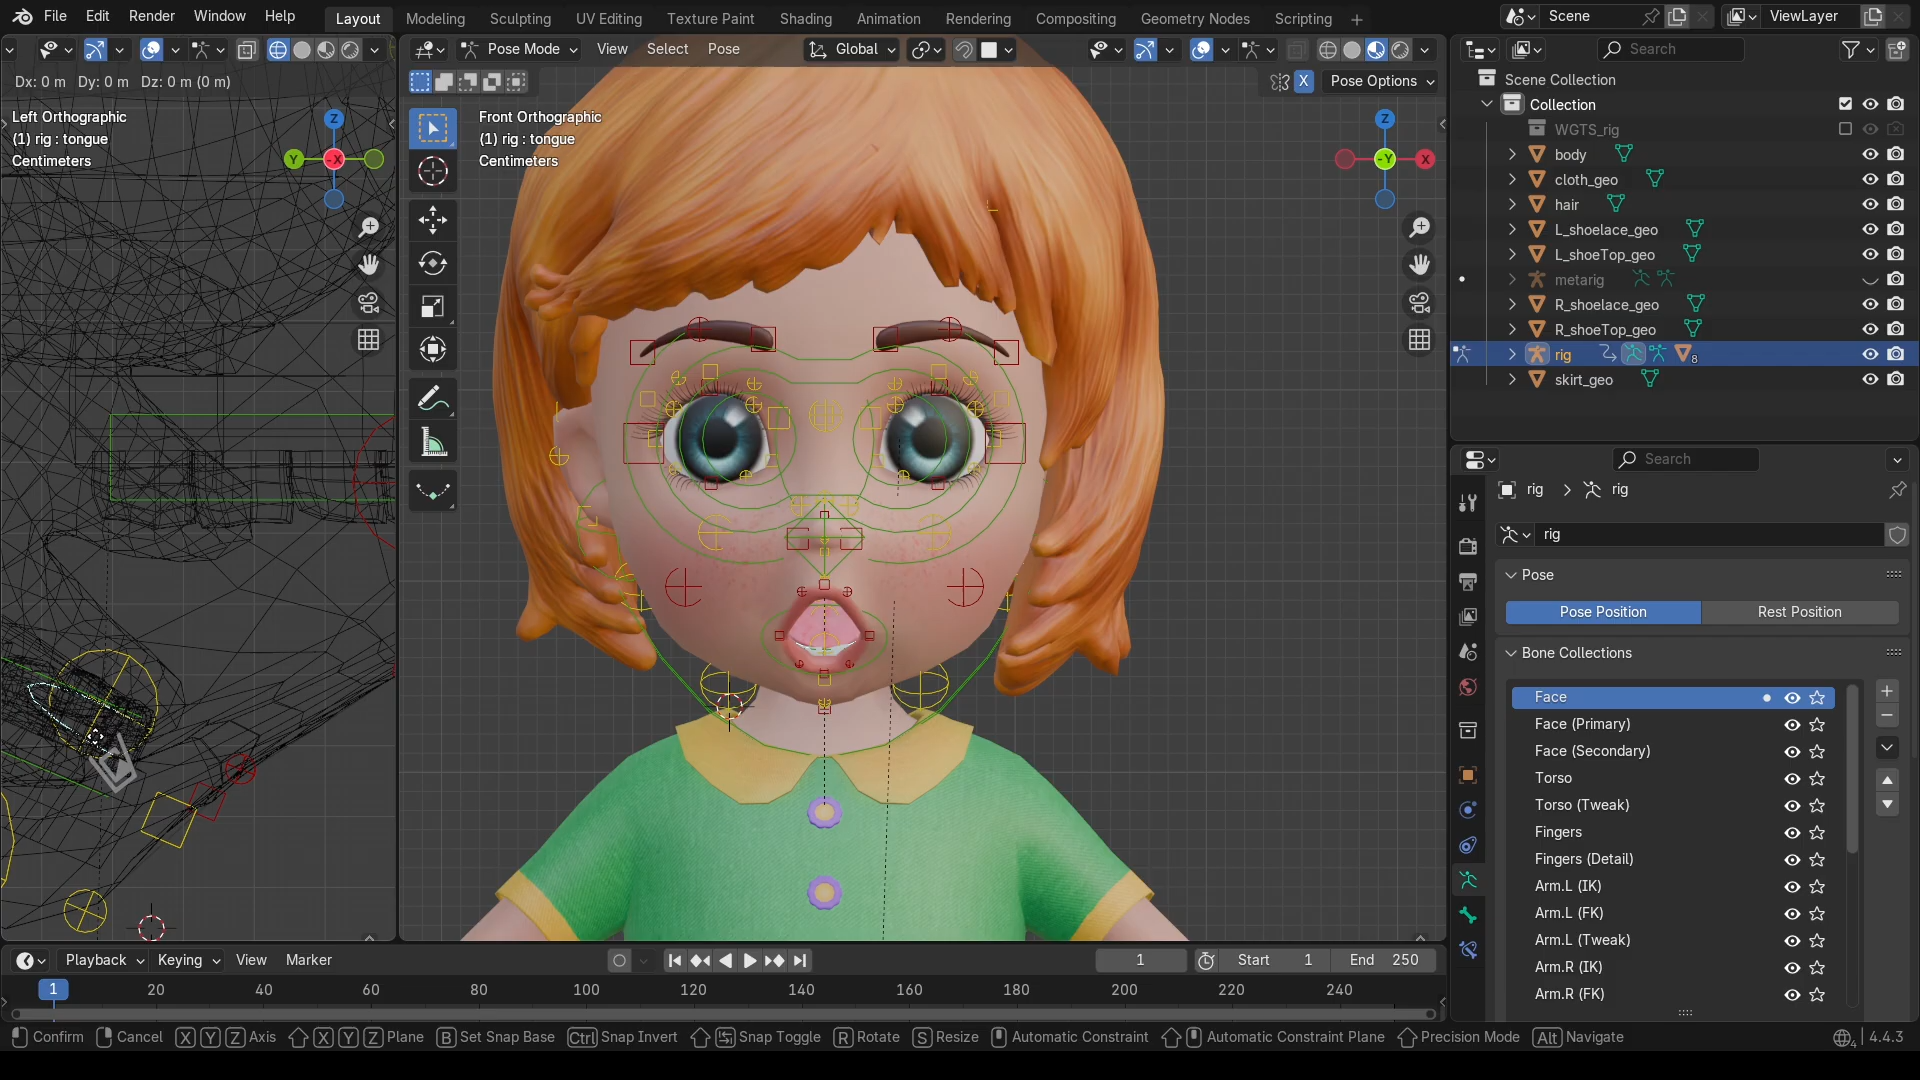 File Edit Render Window Help Layout Modeling Sculpting UV Editing Texture Paint Shading Animation Rendering Compositing Geometry Nodes Scripting + Scene ViewLayer
Pose Mode View Select Pose Global Search
Dx: 0 m Dy: 0 m Dz: 0 m (0 m)
X Pose Options
Scene Collection
Collection
WGTS_rig
body
cloth_geo
hair
L_shoelace_geo
L_shoeTop_geo
metarig
R_shoelace_geo
R_shoeTop_geo
rig 8
skirt_geo
Left Orthographic
(1) rig : tongue
Centimeters
Z
Y -X
Front Orthographic
(1) rig : tongue
Centimeters
Z
-Y X
Search
rig > rig
rig
Pose
Pose Position Rest Position
Bone Collections
Face
Face (Primary)
Face (Secondary)
Torso
Torso (Tweak)
Fingers
Fingers (Detail)
Arm.L (IK)
Arm.L (FK)
Arm.L (Tweak)
Arm.R (IK)
Arm.R (FK)
Playback Keying View Marker 1 Start 1 End 250
1 20 40 60 80 100 120 140 160 180 200 220 240
Confirm Cancel X Y Z Axis X Y Z Plane B Set Snap Base Ctrl Snap Invert Snap Toggle R Rotate S Resize Automatic Constraint Automatic Constraint Plane Precision Mode Alt Navigate 4 4.4.3